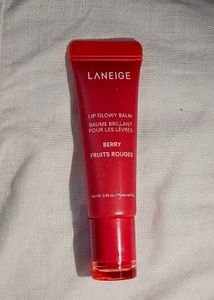 LANEIGE
LIP GLOWY BALM
BAUME BRILLANT
POUR LES LÈVRES
BERRY
FRUITS ROUGES